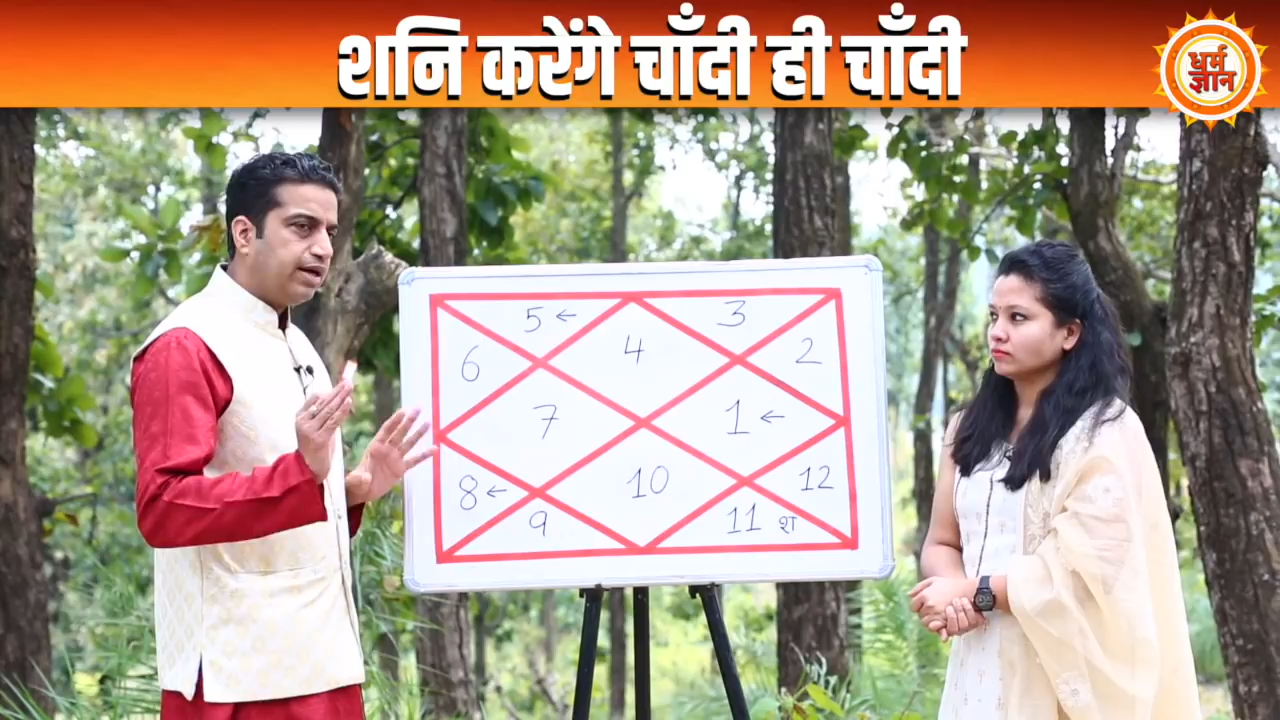 शनि करेंगे चाँदी ही चाँदी
धर्म
ज्ञान
5 ←
3
6
4
2
7
1 ←
8 ←
10
12
9
11 श